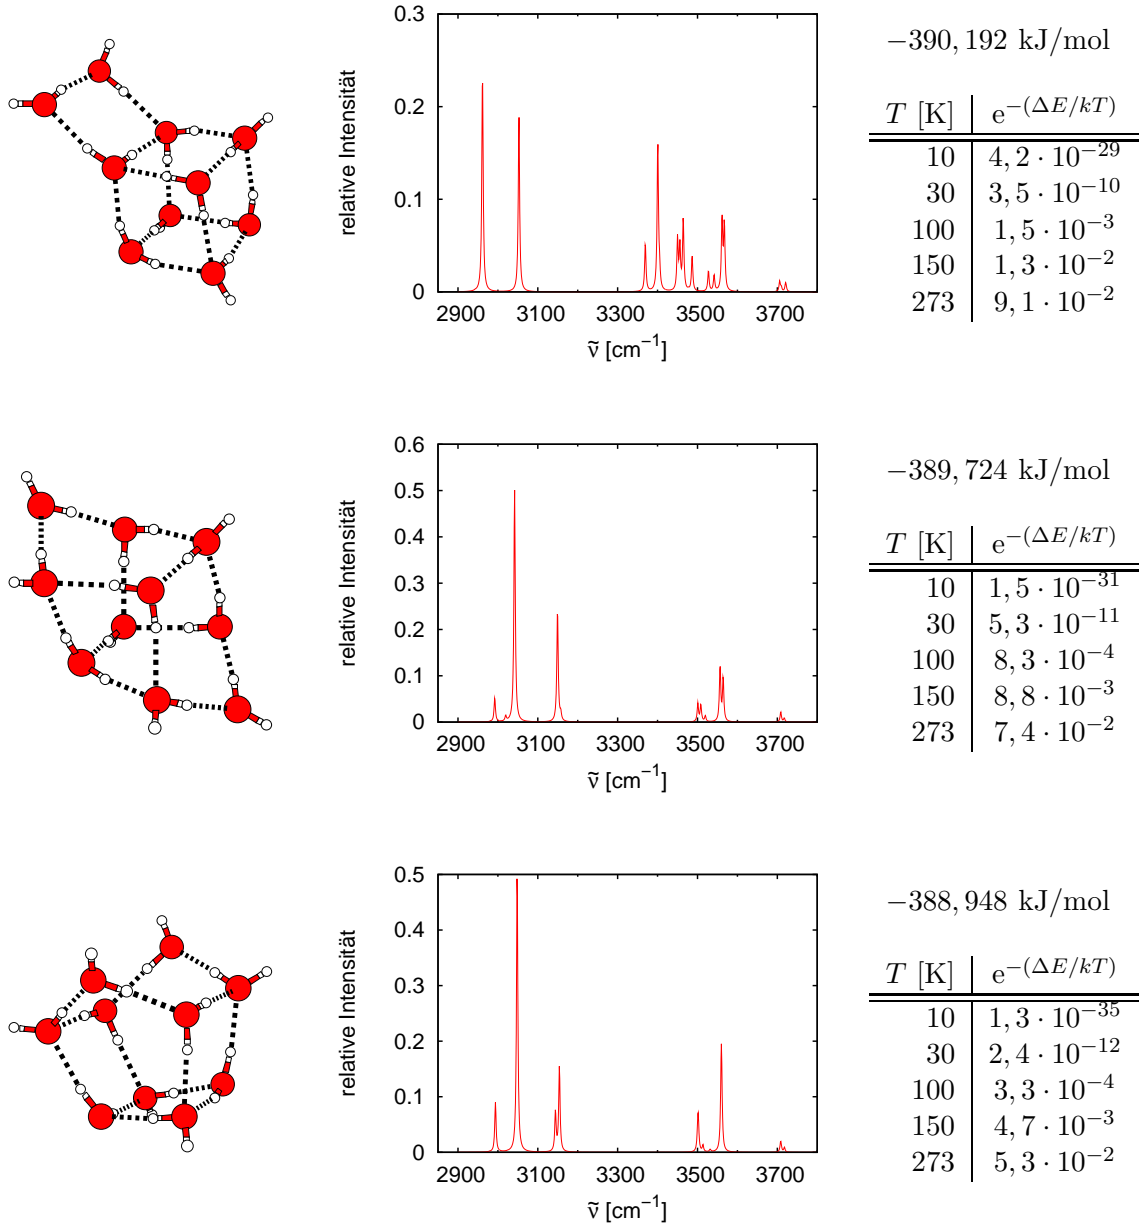 −390,192 kJ/mol
relative Intensität
0.3
0.2
0.1
0
2900 3100 3300 3500 3700
ν̃ [cm⁻¹]
T [K] e^−(ΔE/kT)
10 4,2 · 10⁻²⁹
30 3,5 · 10⁻¹⁰
100 1,5 · 10⁻³
150 1,3 · 10⁻²
273 9,1 · 10⁻²
−389,724 kJ/mol
relative Intensität
0.6
0.5
0.4
0.3
0.2
0.1
0
2900 3100 3300 3500 3700
ν̃ [cm⁻¹]
T [K] e^−(ΔE/kT)
10 1,5 · 10⁻³¹
30 5,3 · 10⁻¹¹
100 8,3 · 10⁻⁴
150 8,8 · 10⁻³
273 7,4 · 10⁻²
−388,948 kJ/mol
relative Intensität
0.5
0.4
0.3
0.2
0.1
0
2900 3100 3300 3500 3700
ν̃ [cm⁻¹]
T [K] e^−(ΔE/kT)
10 1,3 · 10⁻³⁵
30 2,4 · 10⁻¹²
100 3,3 · 10⁻⁴
150 4,7 · 10⁻³
273 5,3 · 10⁻²